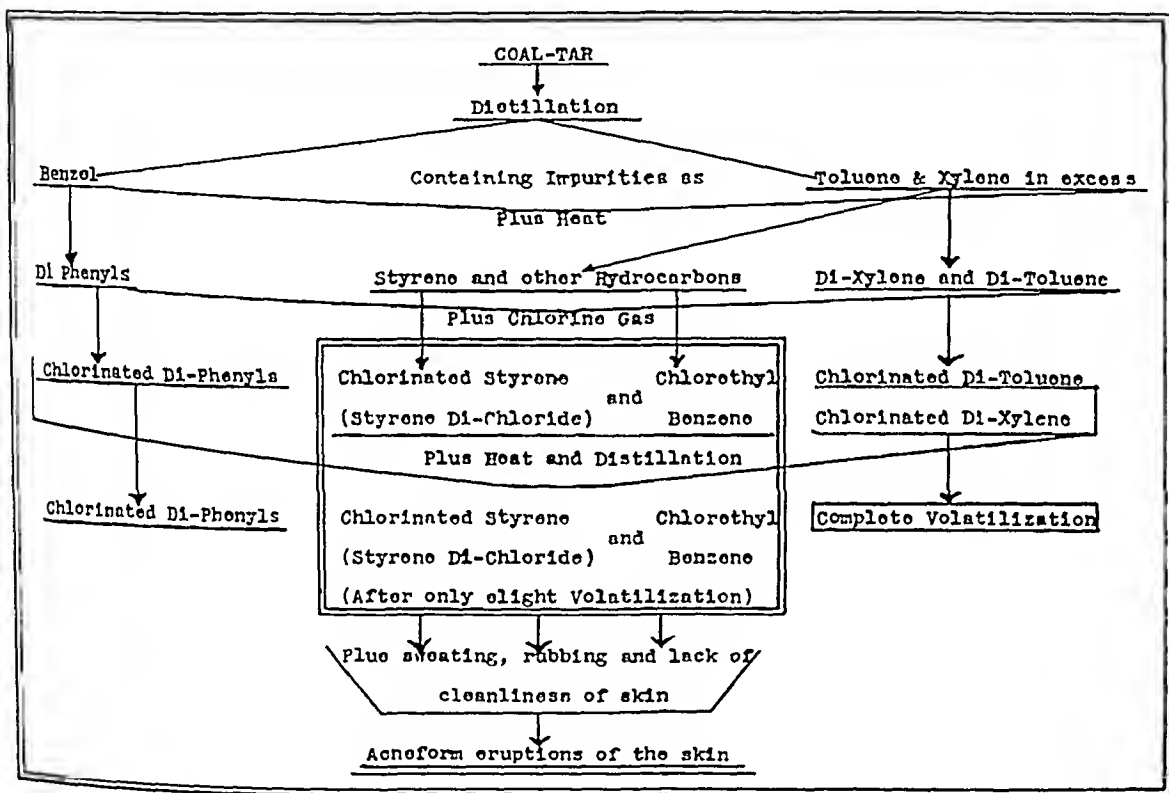 COAL-TAR
Distillation
Benzol
Containing Impurities as
Toluene & Xylene in excess
Plus Heat
Di Phenyls
Styrene and other Hydrocarbons
Di-Xylene and Di-Toluene
Plus Chlorine Gas
Chlorinated Di-Phenyls
Chlorinated Styrene
and
Chlorethyl
(Styrene Di-Chloride)
Benzene
Chlorinated Di-Toluene
Chlorinated Di-Xylene
Plus Heat and Distillation
Chlorinated Di-Phenyls
Chlorinated Styrene
and
Chlorethyl
(Styrene Di-Chloride)
Benzene
(After only slight Volatilization)
Complete Volatilization
Plus sweating, rubbing and lack of
cleanliness of skin
Acneform eruptions of the skin